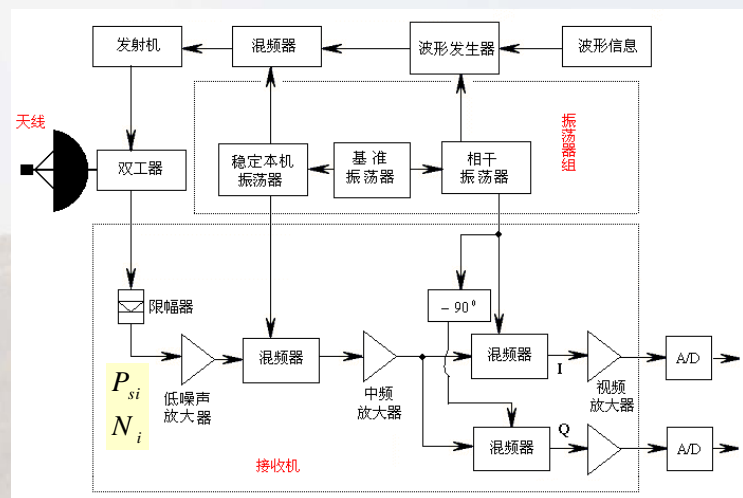 发射机
混频器
波形发生器
波形信息
天线
双工器
稳定本机
振荡器
基准
振荡器
相干
振荡器
振荡器组
限幅器
-90⁰
P_si
N_i
低噪声
放大器
混频器
中频
放大器
混频器
I
视频
放大器
A/D
混频器
Q
A/D
接收机